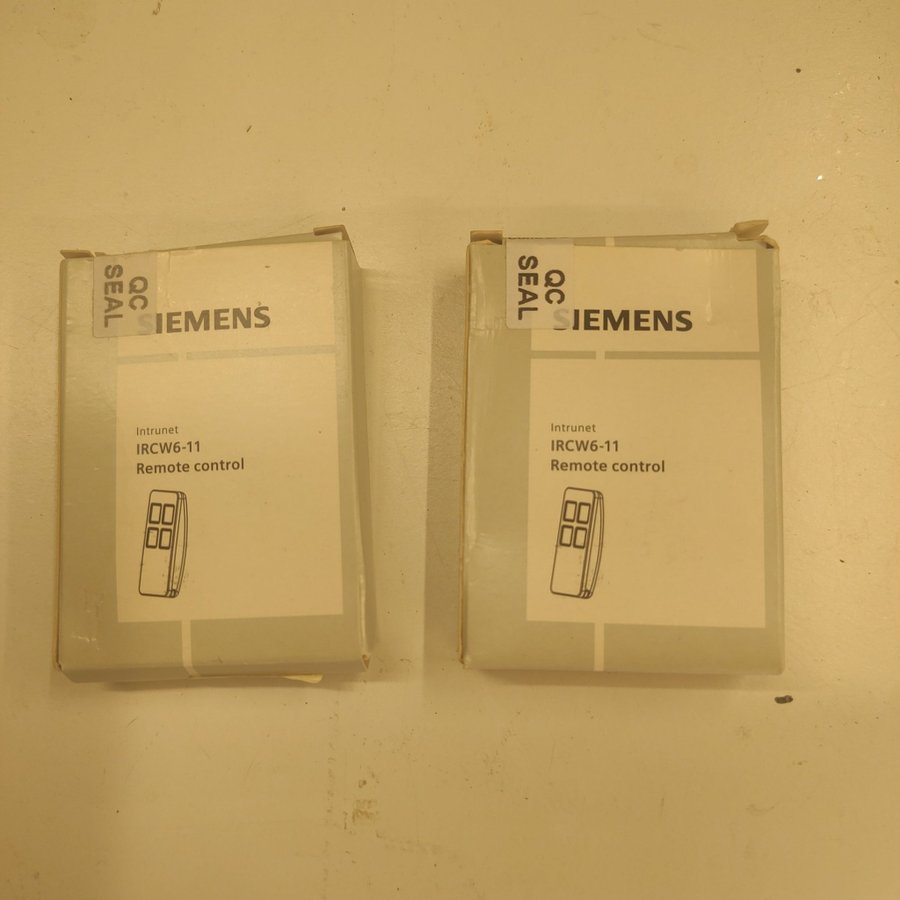 QC
SEAL
SIEMENS
Intrunet
IRCW6-11
Remote control
QC
SEAL
SIEMENS
Intrunet
IRCW6-11
Remote control